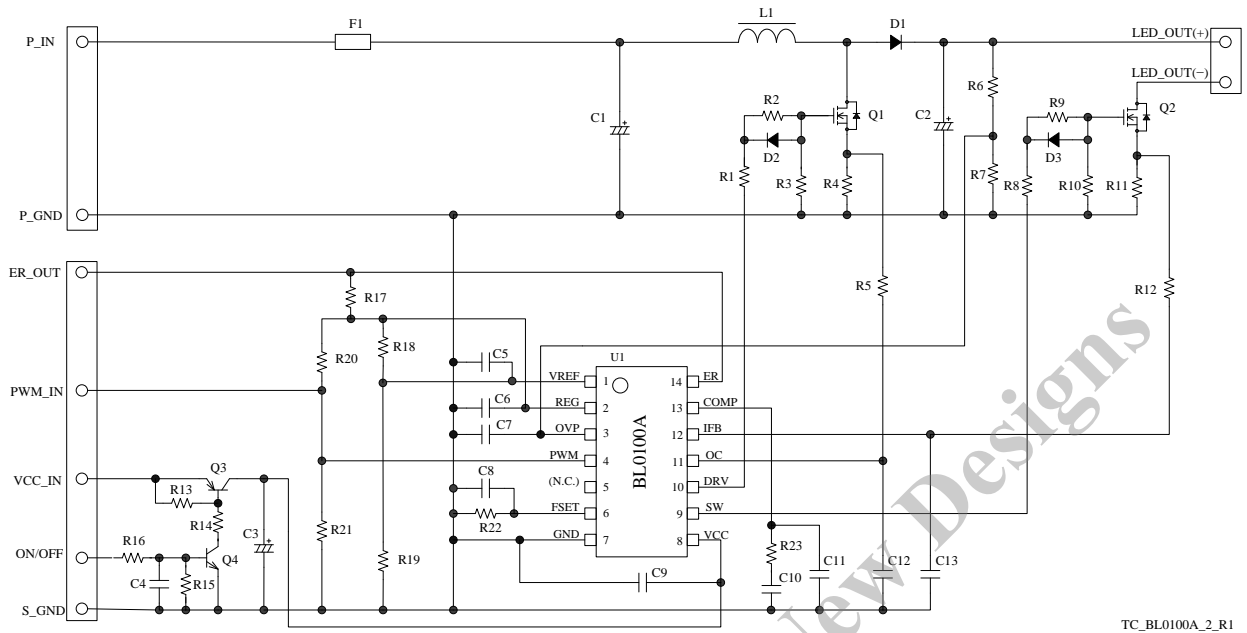 L1
F1
D1
P_IN
LED_OUT(+)
LED_OUT(−)
R6
R2
R9
C1
Q1
C2
Q2
D2
D3
R1
R3
R4
R7
R8
R10
R11
P_GND
ER_OUT
R17
R5
R12
R18
R20
C5
U1
VREF
1
14
ER
PWM_IN
C6
REG
2
13
COMP
C7
OVP
3
12
IFB
BL0100A
PWM
4
11
OC
Q3
C8
VCC_IN
(N.C.)
5
10
DRV
R13
R14
FSET
6
9
SW
R22
R21
C3
GND
7
8
VCC
R16
ON/OFF
Q4
R19
R23
C11
C12
C13
C4
R15
C9
C10
S_GND
New Designs
TC_BL0100A_2_R1